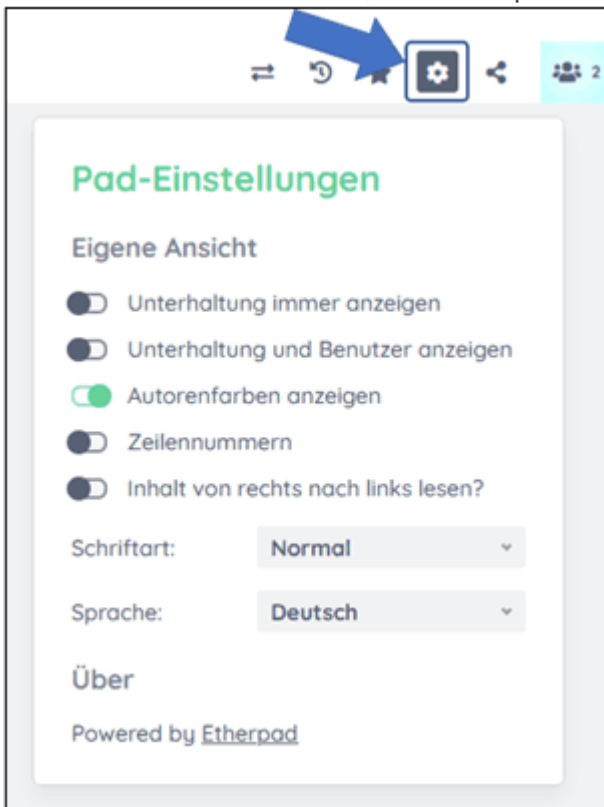 2
Pad-Einstellungen
Eigene Ansicht
Unterhaltung immer anzeigen
Unterhaltung und Benutzer anzeigen
Autorenfarben anzeigen
Zeilennummern
Inhalt von rechts nach links lesen?
Schriftart: Normal
Sprache: Deutsch
Über
Powered by Etherpad